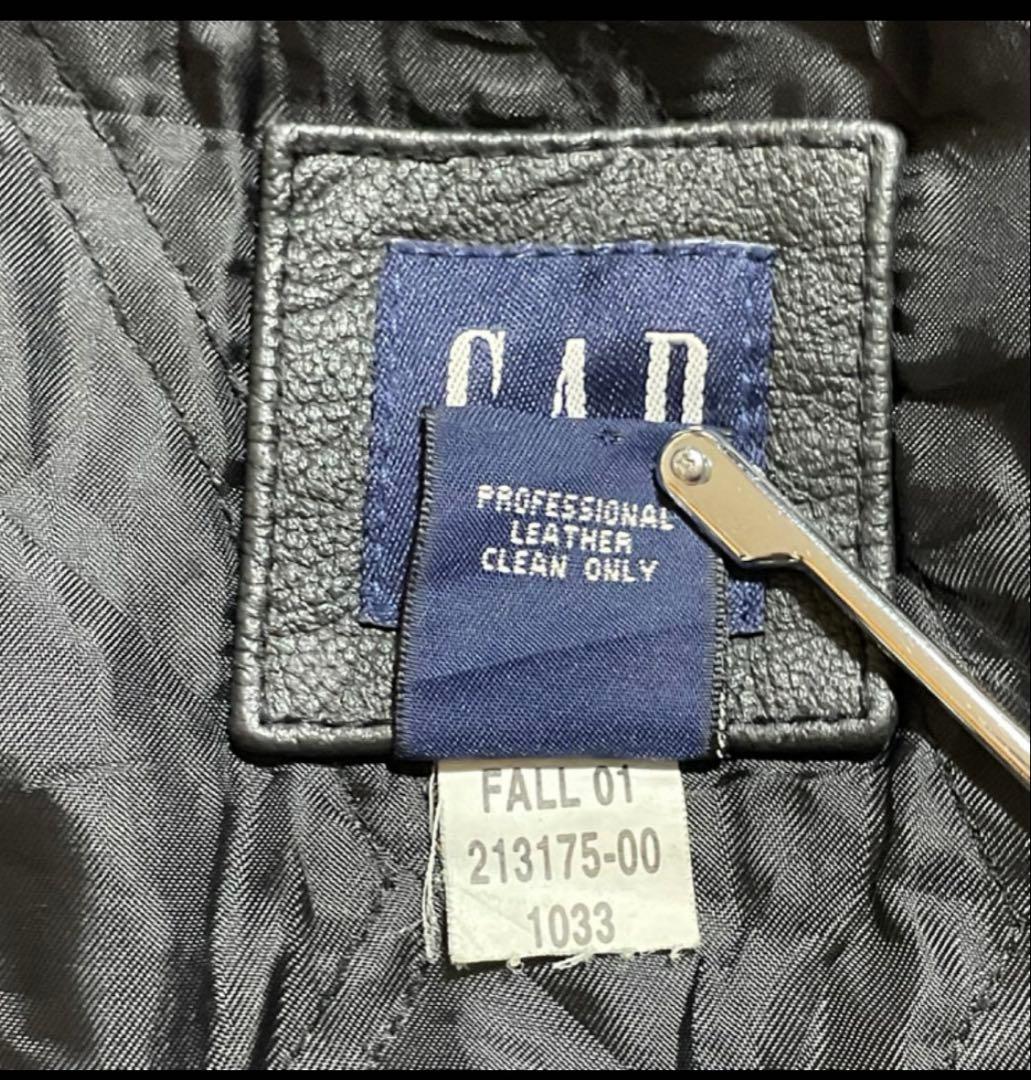 GAP
PROFESSIONAL
LEATHER
CLEAN ONLY
FALL 01
213175-00
1033